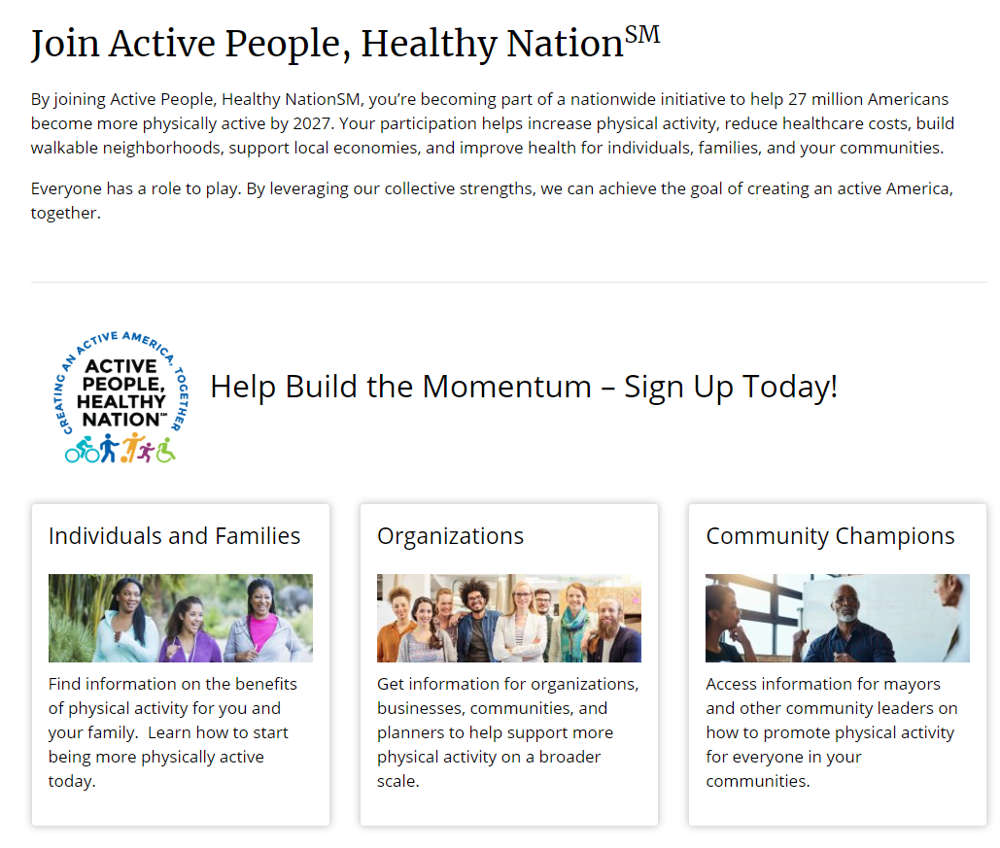 Join Active People, Healthy NationSM
By joining Active People, Healthy NationSM, you’re becoming part of a nationwide initiative to help 27 million Americans
become more physically active by 2027. Your participation helps increase physical activity, reduce healthcare costs, build
walkable neighborhoods, support local economies, and improve health for individuals, families, and your communities.
Everyone has a role to play. By leveraging our collective strengths, we can achieve the goal of creating an active America,
together.
CREATING AN ACTIVE AMERICA, TOGETHER
ACTIVE
PEOPLE,
HEALTHY
NATION℠
Help Build the Momentum – Sign Up Today!
Individuals and Families
Find information on the benefits
of physical activity for you and
your family.  Learn how to start
being more physically active
today.
Organizations
Get information for organizations,
businesses, communities, and
planners to help support more
physical activity on a broader
scale.
Community Champions
Access information for mayors
and other community leaders on
how to promote physical activity
for everyone in your
communities.